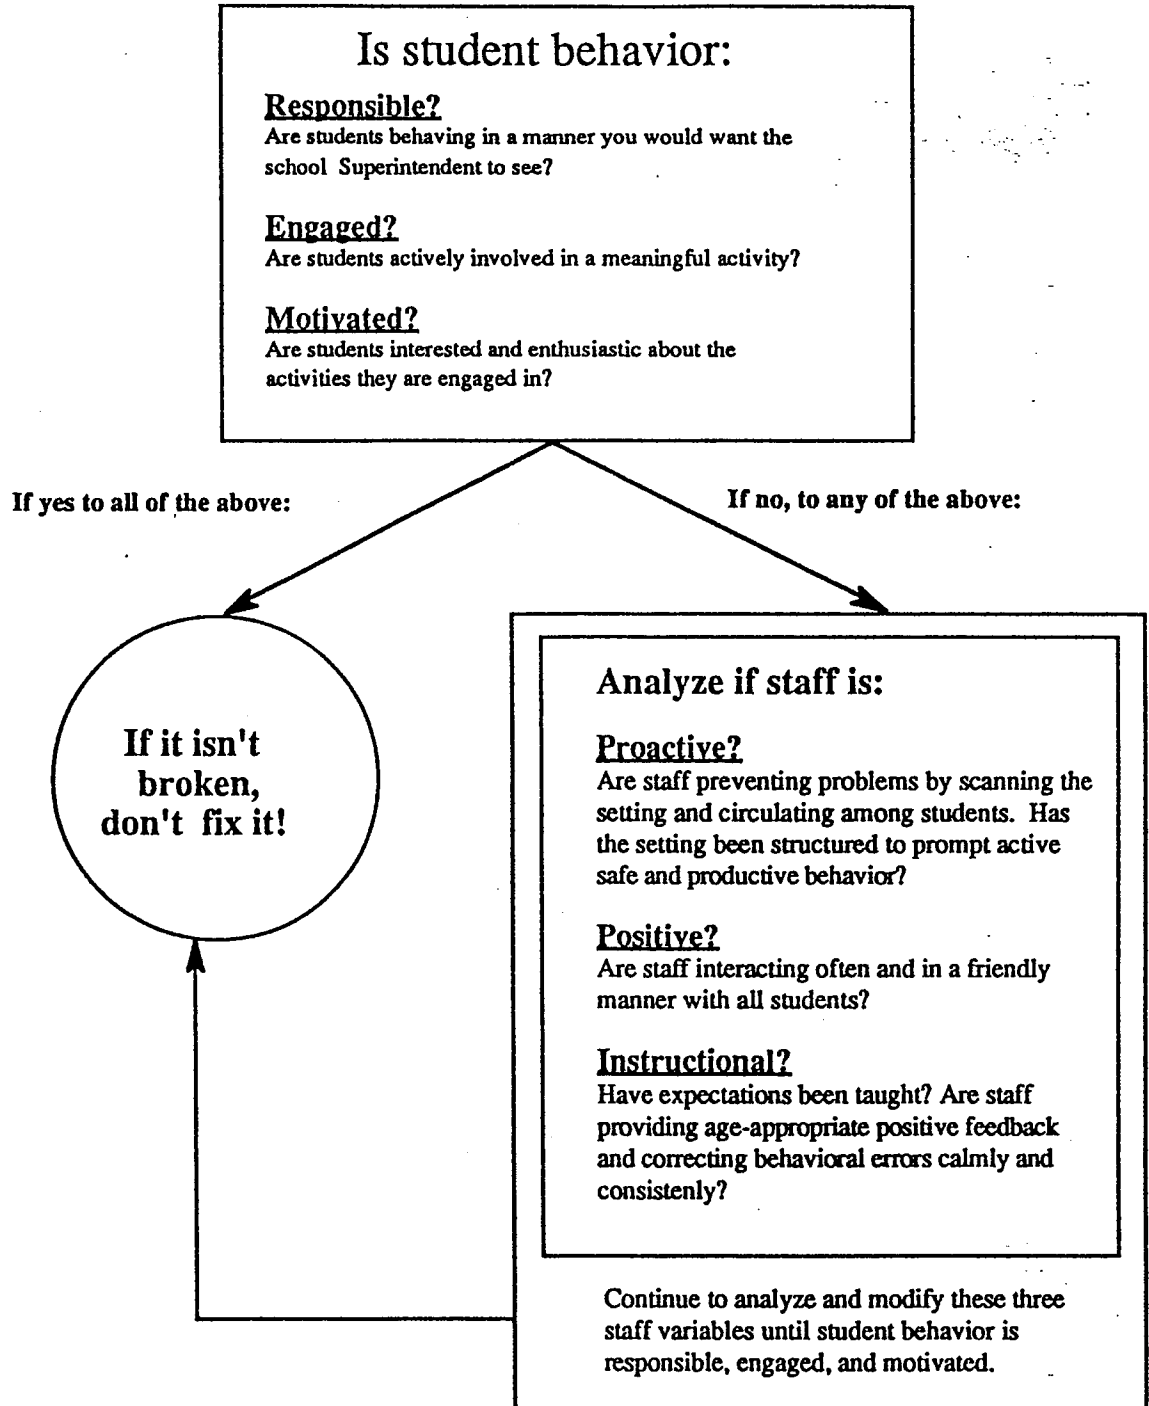 Is student behavior:
Responsible?
Are students behaving in a manner you would want the
school Superintendent to see?
Engaged?
Are students actively involved in a meaningful activity?
Motivated?
Are students interested and enthusiastic about the
activities they are engaged in?
If yes to all of the above:
If no, to any of the above:
If it isn't
broken,
don't fix it!
Analyze if staff is:
Proactive?
Are staff preventing problems by scanning the
setting and circulating among students. Has
the setting been structured to prompt active
safe and productive behavior?
Positive?
Are staff interacting often and in a friendly
manner with all students?
Instructional?
Have expectations been taught? Are staff
providing age-appropriate positive feedback
and correcting behavioral errors calmly and
consistenly?
Continue to analyze and modify these three
staff variables until student behavior is
responsible, engaged, and motivated.